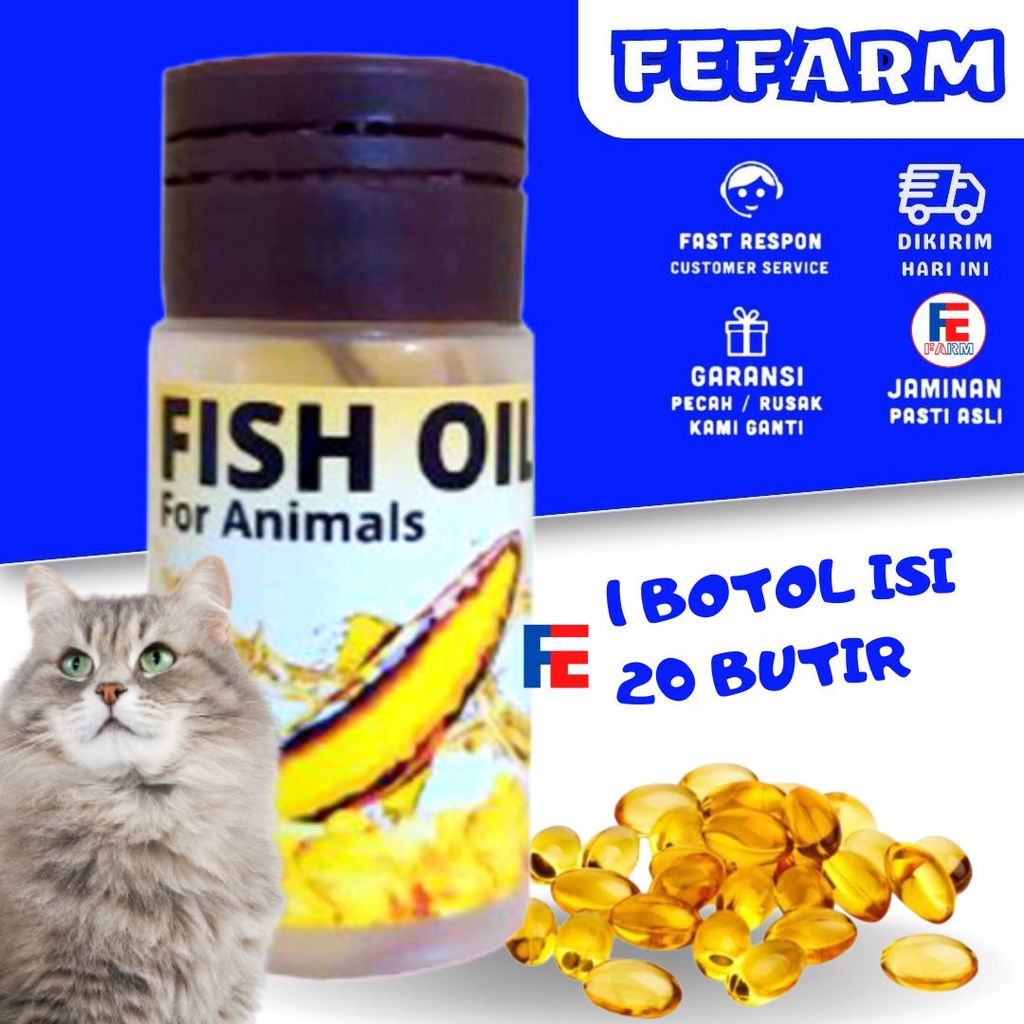 FEFARM
FAST RESPON
CUSTOMER SERVICE
DIKIRIM
HARI INI
GARANSI
PECAH / RUSAK
KAMI GANTI
FE
FARM
JAMINAN
PASTI ASLI
FISH OIL
For Animals
FE
1 BOTOL ISI
20 BUTIR